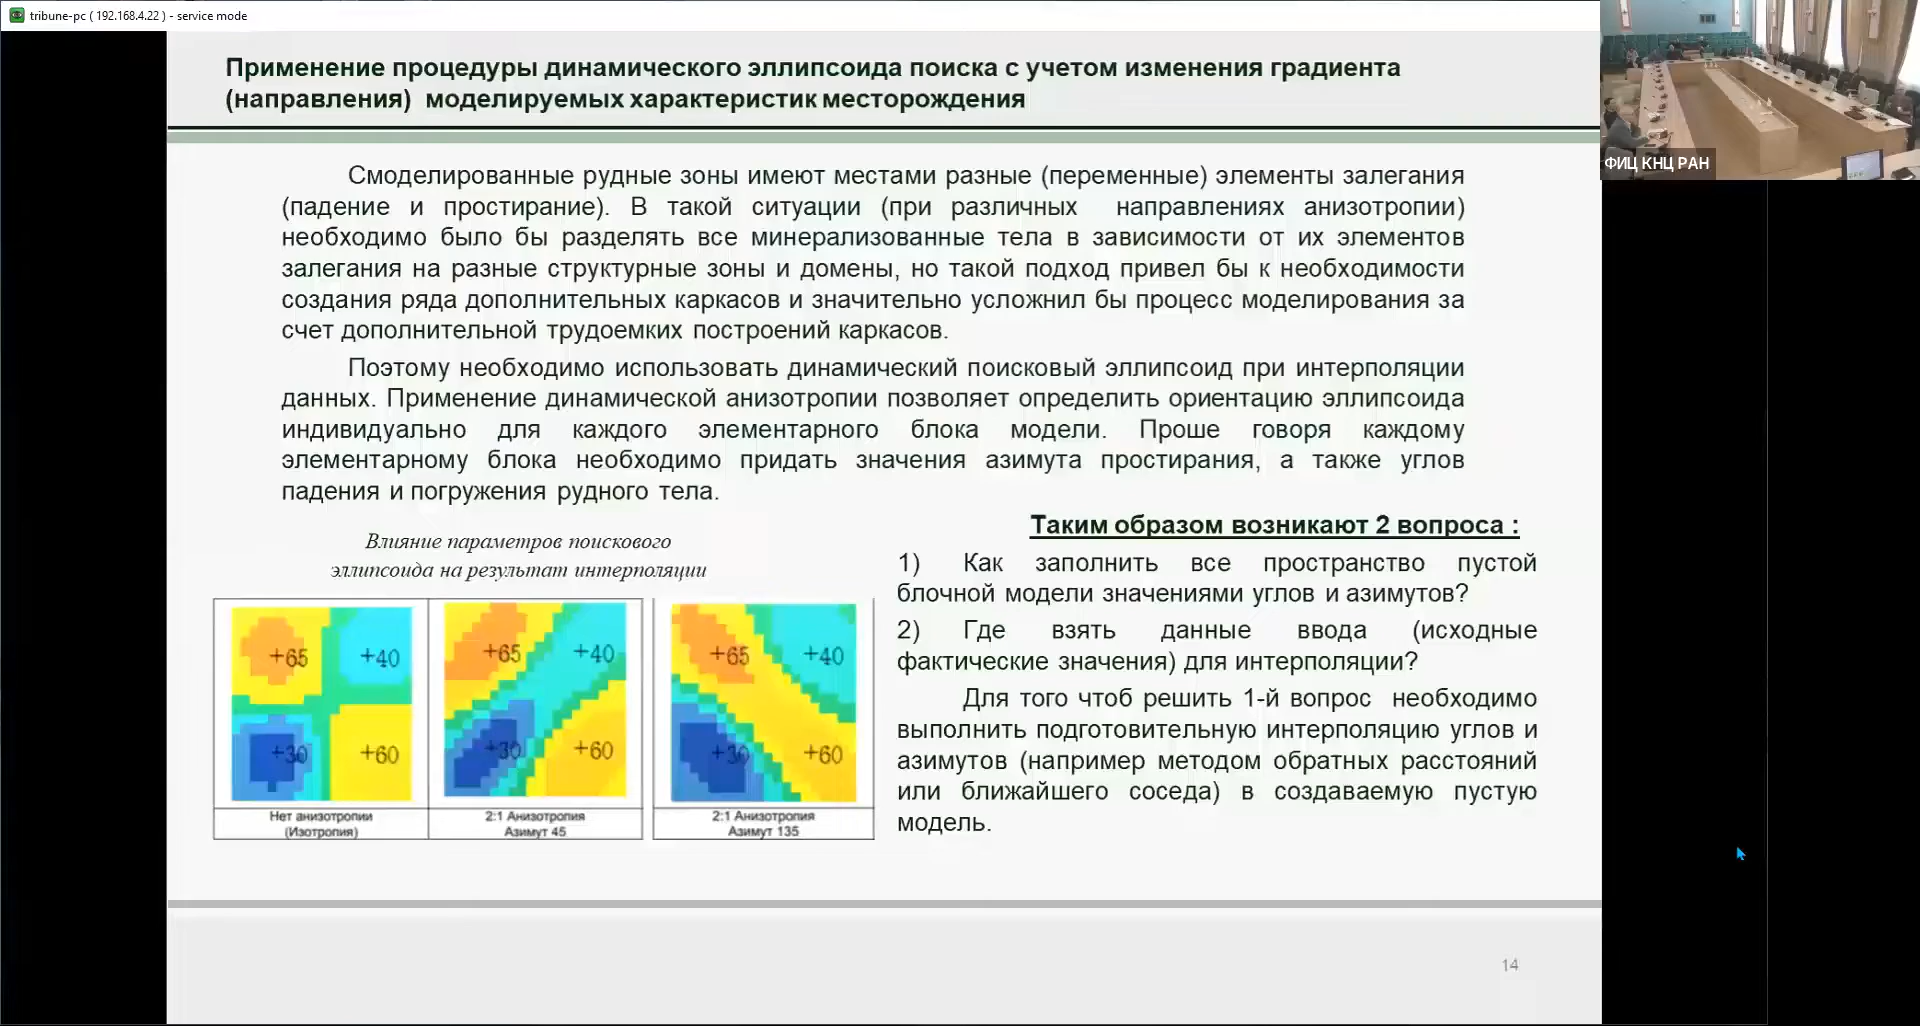 tribune-pc ( 192.168.4.22 ) - service mode
ФИЦ КНЦ РАН
Применение процедуры динамического эллипсоида поиска с учетом изменения градиента
(направления) моделируемых характеристик месторождения
Смоделированные рудные зоны имеют местами разные (переменные) элементы залегания
(падение и простирание). В такой ситуации (при различных направлениях анизотропии)
необходимо было бы разделять все минерализованные тела в зависимости от их элементов
залегания на разные структурные зоны и домены, но такой подход привел бы к необходимости
создания ряда дополнительных каркасов и значительно усложнил бы процесс моделирования за
счет дополнительной трудоемких построений каркасов.
Поэтому необходимо использовать динамический поисковый эллипсоид при интерполяции
данных. Применение динамической анизотропии позволяет определить ориентацию эллипсоида
индивидуально для каждого элементарного блока модели. Проше говоря каждому
элементарному блока необходимо придать значения азимута простирания, а также углов
падения и погружения рудного тела.
Влияние параметров поискового
эллипсоида на результат интерполяции
+65 +40
+30 +60
Нет анизотропии
(Изотропия)
+65 +40
+30 +60
2:1 Анизотропия
Азимут 45
+65 +40
+30 +60
2:1 Анизотропия
Азимут 135
Таким образом возникают 2 вопроса :
1) Как заполнить все пространство пустой
блочной модели значениями углов и азимутов?
2) Где взять данные ввода (исходные
фактические значения) для интерполяции?
Для того чтоб решить 1-й вопрос необходимо
выполнить подготовительную интерполяцию углов и
азимутов (например методом обратных расстояний
или ближайшего соседа) в создаваемую пустую
модель.
14